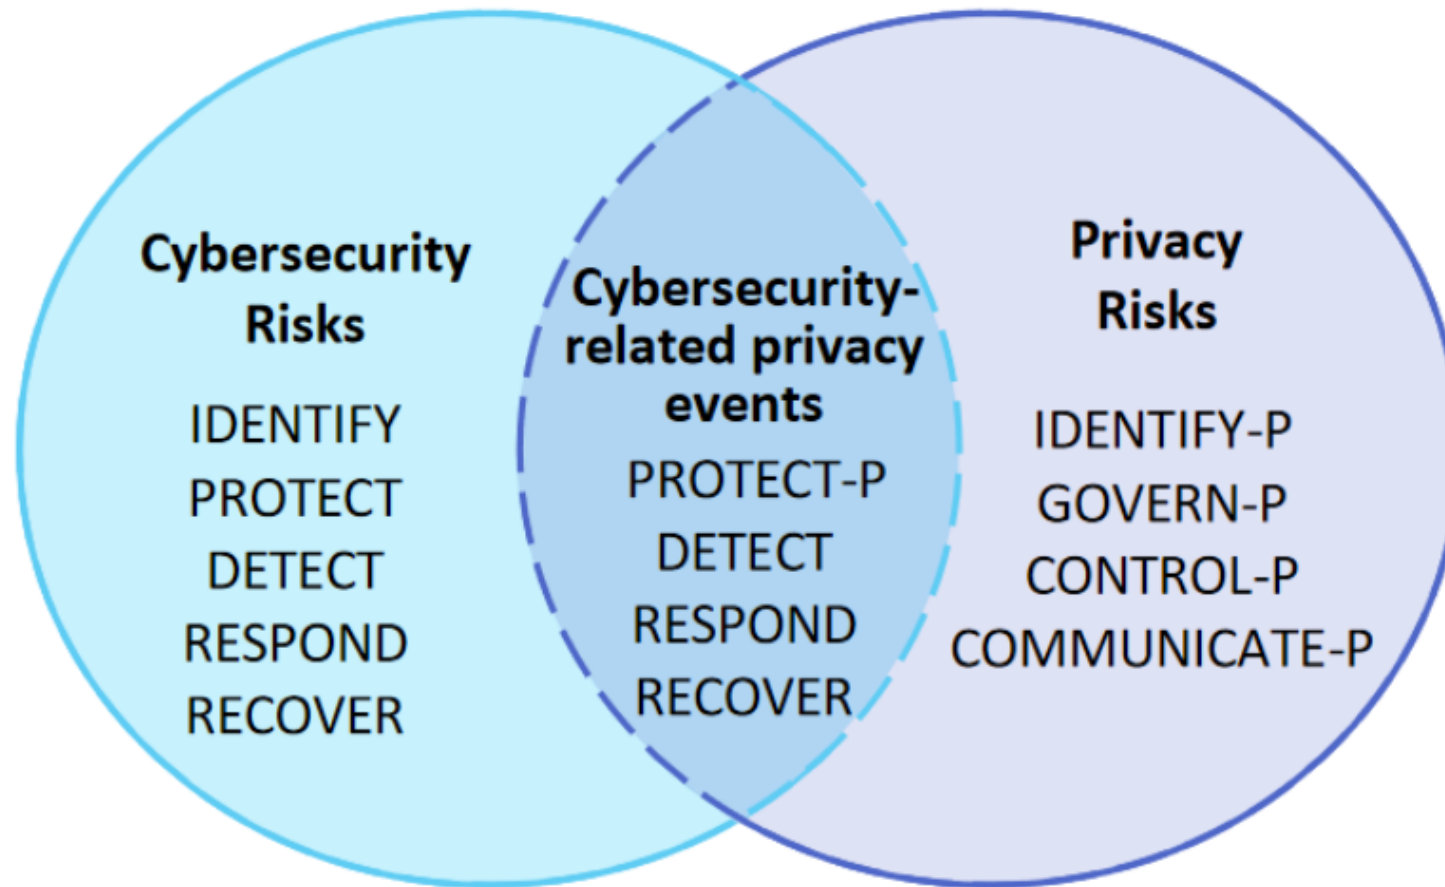 Cybersecurity
Risks
IDENTIFY
PROTECT
DETECT
RESPOND
RECOVER
Cybersecurity-
related privacy
events
PROTECT-P
DETECT
RESPOND
RECOVER
Privacy
Risks
IDENTIFY-P
GOVERN-P
CONTROL-P
COMMUNICATE-P